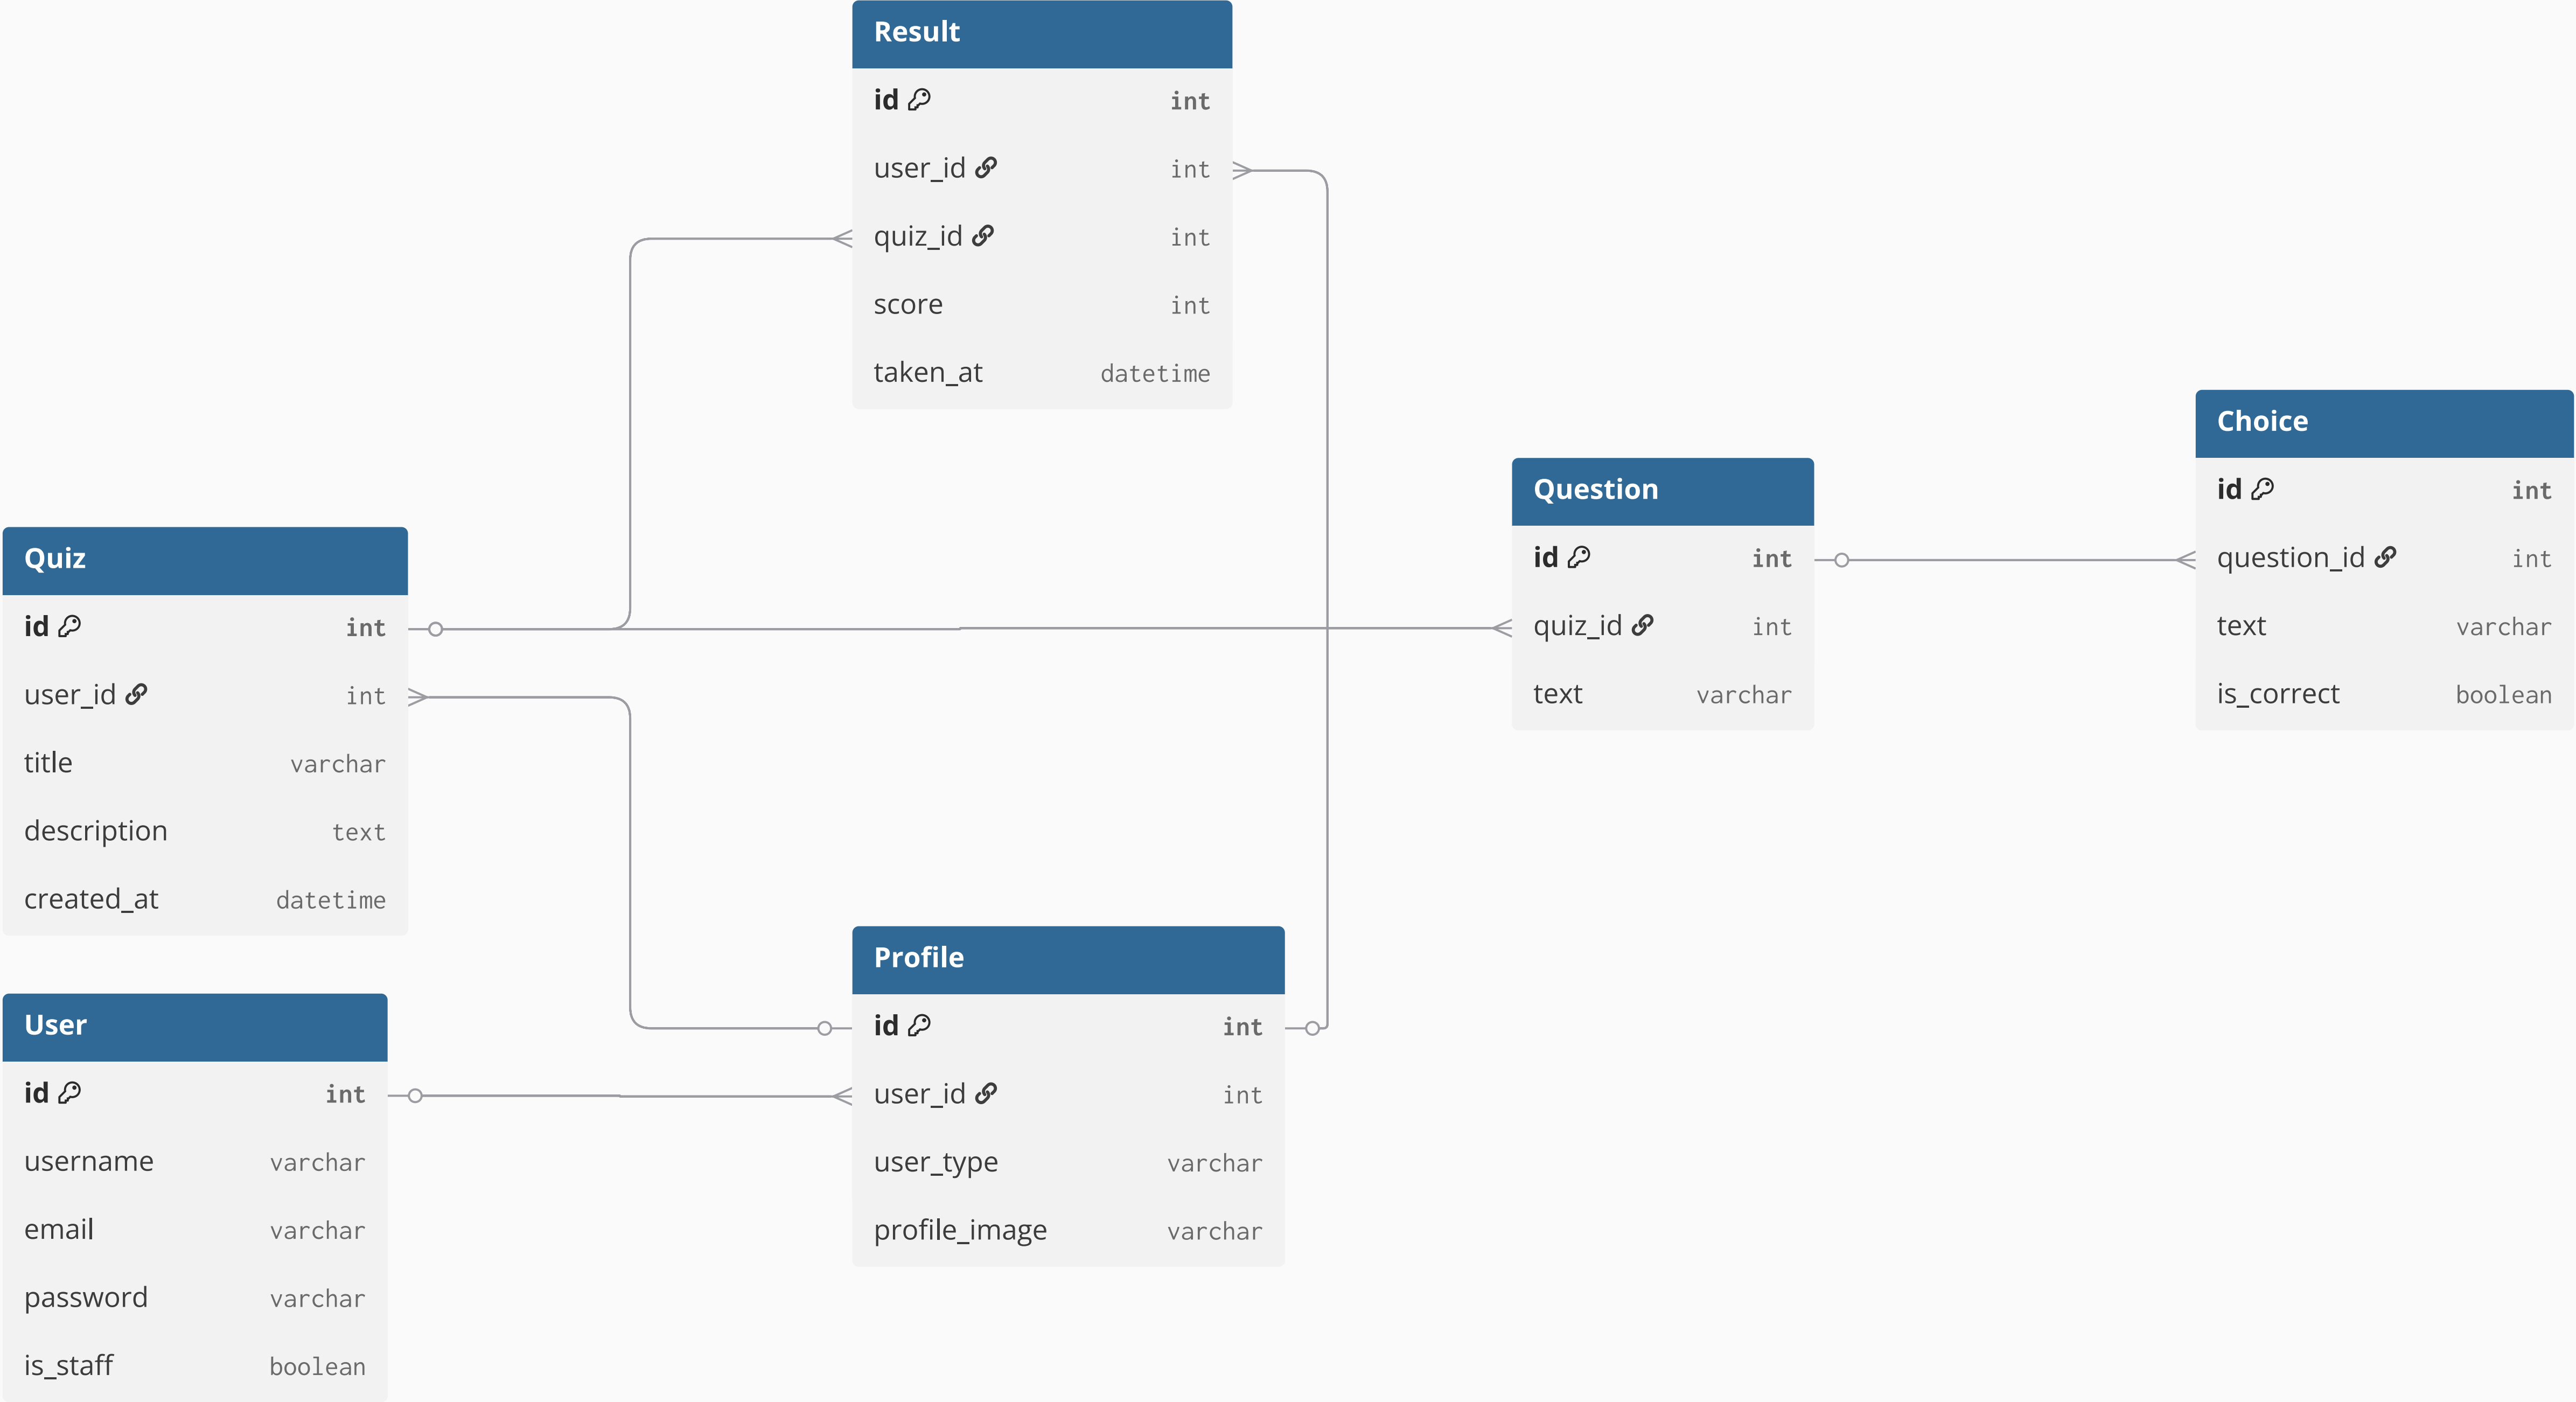 Result
id int
user_id int
quiz_id int
score int
taken_at datetime
Choice
id int
question_id int
text varchar
is_correct boolean
Question
id int
quiz_id int
text varchar
Quiz
id int
user_id int
title varchar
description text
created_at datetime
Profile
id int
user_id int
user_type varchar
profile_image varchar
User
id int
username varchar
email varchar
password varchar
is_staff boolean